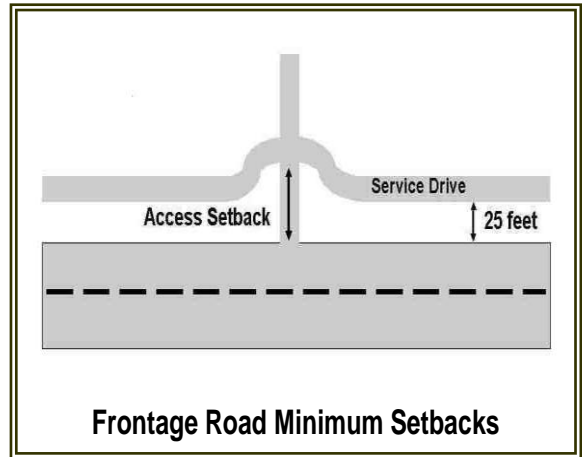 Service Drive
Access Setback
25 feet
Frontage Road Minimum Setbacks